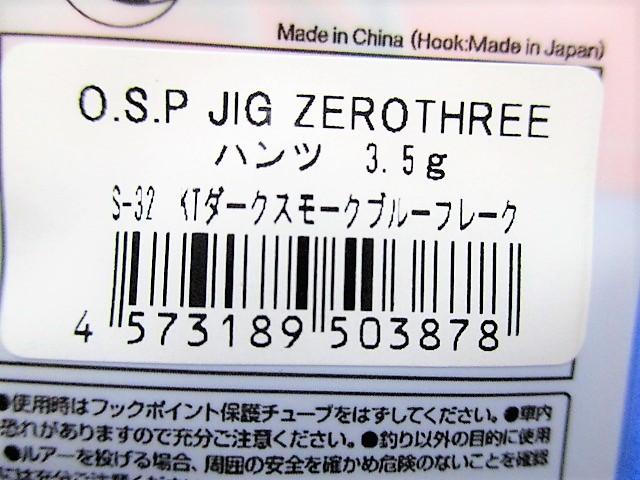 Made in China (Hook:Made in Japan)
O.S.P JIG ZEROTHREE
ハンツ 3.5g
S-32 Tダークスモークブルーフレーク
4 573189 503878
●使用時はフックポイント保護チューブをはずしてください。●車内
恐れがありますので充分ご注意ください。●釣り以外の目的に使用
●ルアーを投げる場合、周囲の安全を確かめ危険のないことを確認